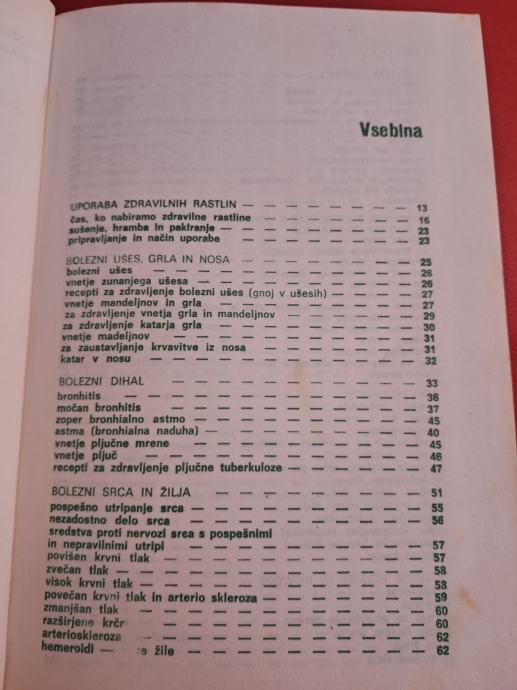 Vsebina
UPORABA ZDRAVILNIH RASTLIN — — — — — — — 13
čas, ko nabiramo zdravilne rastline — — — — — — 16
sušenje, hramba in pakiranje — — — — — — — — 23
pripravljanje in način uporabe — — — — — — — 23
BOLEZNI UŠES, GRLA IN NOSA — — — — — — — 25
bolezni ušes — — — — — — — — — — — 26
vnetje zunanjega ušesa — — — — — — — — — 26
recepti za zdravljenje bolezni ušes (gnoj v ušesih) — — — — 27
vnetje mandeljnov in grla — — — — — — — — 27
za zdravljenje vnetja grla in mandeljnov — — — — — 29
za zdravljenje katarja grla — — — — — — — — 30
vnetje madeljnov — — — — — — — — — — 31
za zaustavljanje krvavitve iz nosa — — — — — — 31
katar v nosu — — — — — — — — — — — 32
BOLEZNI DIHAL — — — — — — — — — — 33
bronhitis — — — — — — — — — — — — 36
močan bronhitis — — — — — — — — — — 37
zoper bronhialno astmo — — — — — — — — — 45
astma (bronhialna naduha) — — — — — — — — 40
vnetje pljučne mrene — — — — — — — — — 45
vnetje pljuč — — — — — — — — — — — 46
recepti za zdravljenje pljučne tuberkuloze — — — — — 47
BOLEZNI SRCA IN ŽILJA — — — — — — — — 51
pospešno utripanje srca — — — — — — — — — 55
nezadostno delo srca — — — — — — — — — 56
sredstva proti nervozi srca s pospešnimi
in nepravilnimi utripi — — — — — — — — — 57
povišen krvni tlak — — — — — — — — — — 57
zvečan tlak — — — — — — — — — — — 58
visok krvni tlak — — — — — — — — — — 58
povečan krvni tlak in arterio skleroza — — — — — — 59
zmanjšan tlak — — — — — — — — — — — 60
razširjene krčn — — — — — — — — — — 60
arterioskleroza — — — — — — — — — — 62
hemeroidi — e žile — — — — — — — — — 62